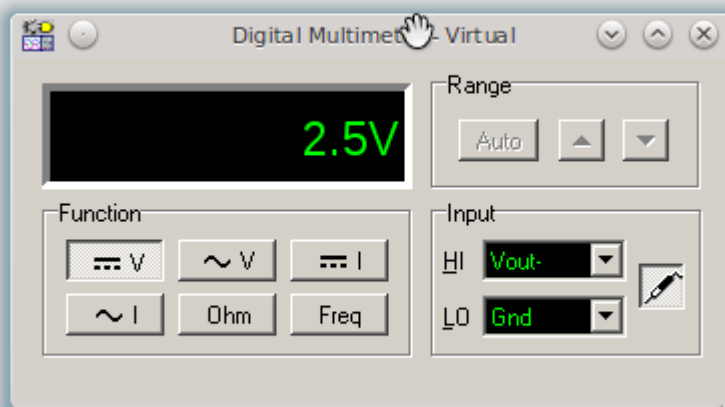 Digital Multimet - Virtual
2.5V
Range
Auto
Function
V
V
I
I
Ohm
Freq
Input
HI
Vout-
LO
Gnd